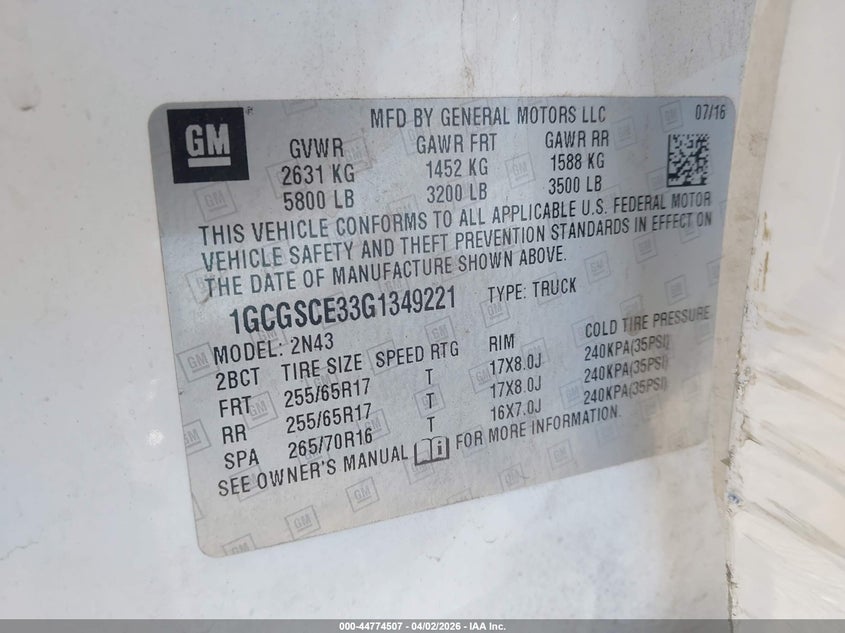 GM
MFD BY GENERAL MOTORS LLC 07/16
GVWR GAWR FRT GAWR RR
2631 KG 1452 KG 1588 KG
5800 LB 3200 LB 3500 LB
THIS VEHICLE CONFORMS TO ALL APPLICABLE U.S. FEDERAL MOTOR
VEHICLE SAFETY AND THEFT PREVENTION STANDARDS IN EFFECT ON
THE DATE OF MANUFACTURE SHOWN ABOVE.
1GCGSCE33G1349221 TYPE: TRUCK
MODEL: 2N43
2BCT TIRE SIZE SPEED RTG RIM COLD TIRE PRESSURE
FRT 255/65R17 T 17X8.0J 240KPA(35PSI)
RR 255/65R17 T 17X8.0J 240KPA(35PSI)
SPA 265/70R16 T 16X7.0J 240KPA(35PSI)
SEE OWNER'S MANUAL FOR MORE INFORMATION.
000-44774507 - 04/02/2026 - IAA Inc.